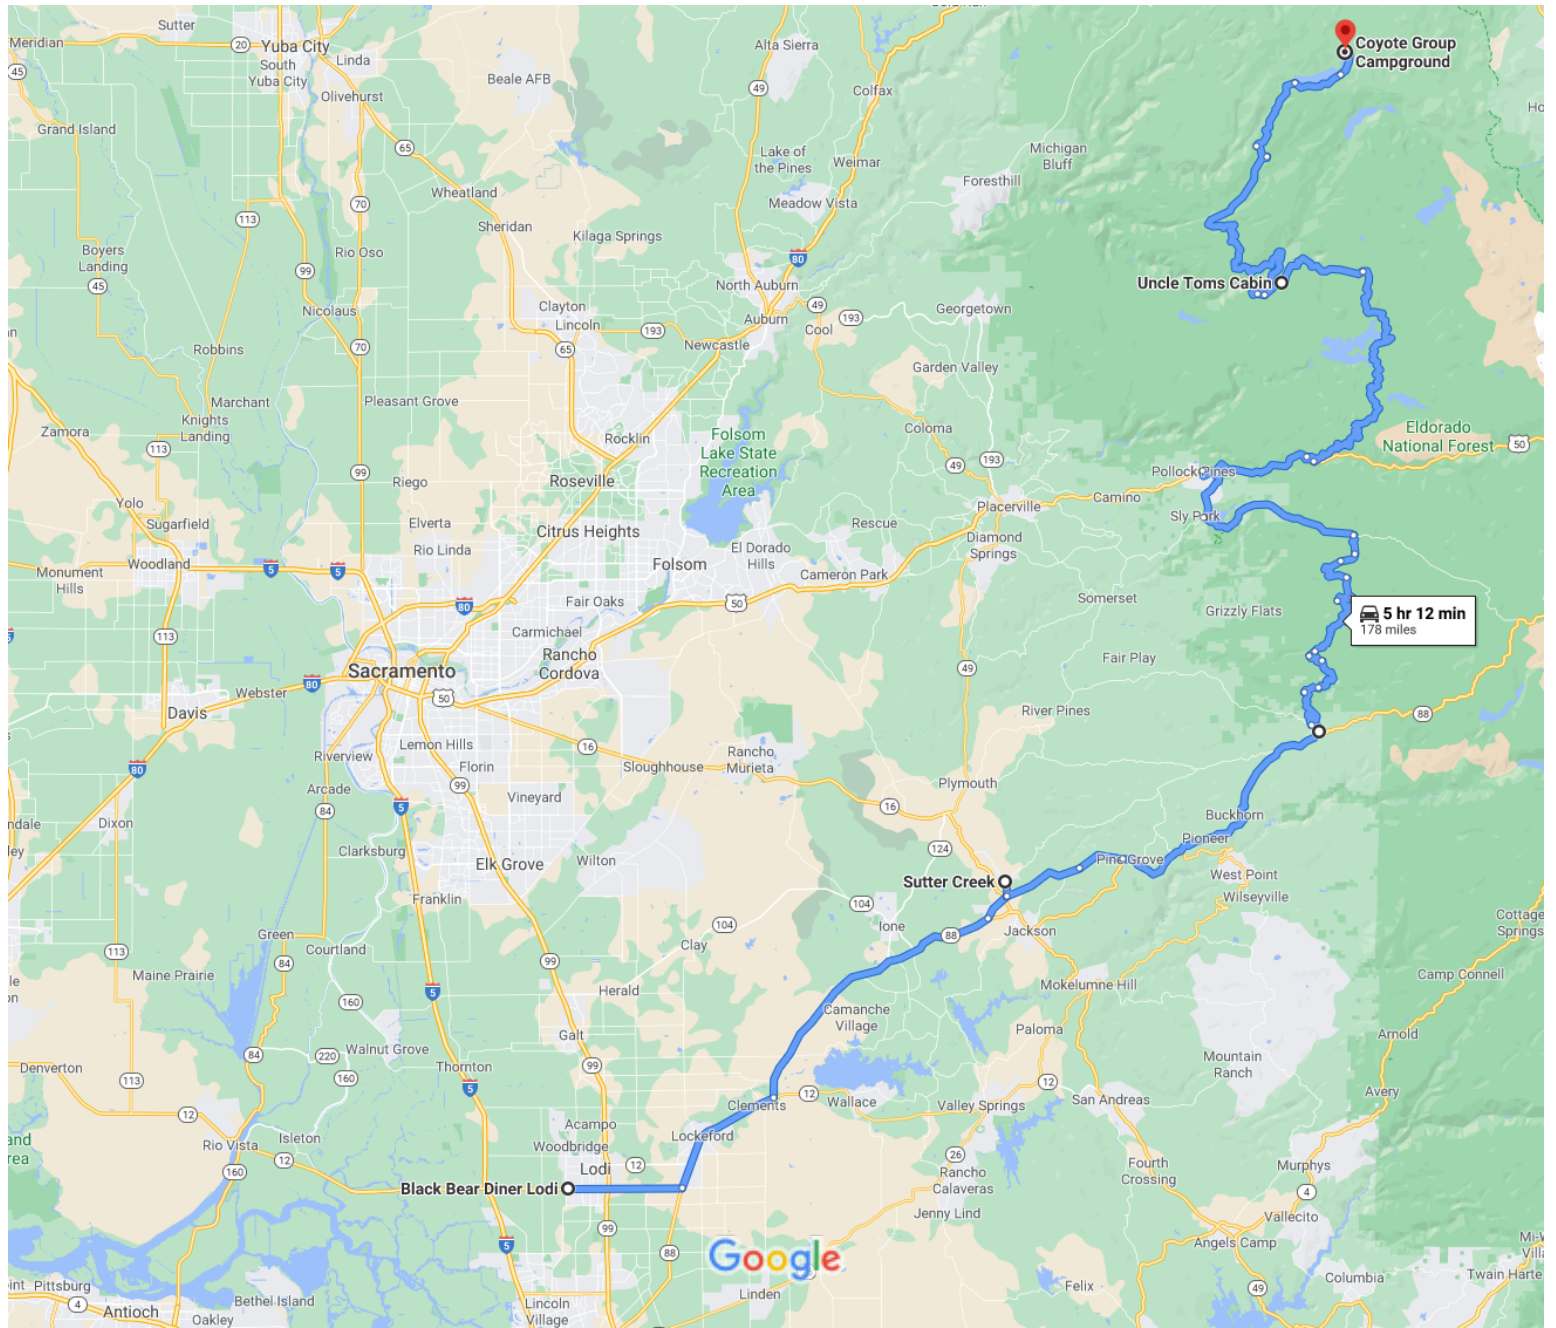 Sutter
Meridian
20
Yuba City
Linda
South
Yuba City
45
Olivehurst
Beale AFB
Alta Sierra
49
Colfax
Coyote Group
Campground
Grand Island
65
Wheatland
Lake of
the Pines
Weimar
Michigan
Bluff
Foresthill
70
113
Sheridan
Meadow Vista
Kilaga Springs
Boyers
Landing
45
Rio Oso
99
80
North Auburn
Uncle Toms Cabin
Nicolaus
Clayton
Lincoln
193
Auburn
49
Cool
193
Georgetown
Robbins
70
65
Newcastle
Garden Valley
Marchant
Pleasant Grove
Knights
Landing
Zamora
113
Rocklin
Folsom
Lake State
Recreation
Area
Coloma
49
193
Eldorado
National Forest
50
99
Riego
Roseville
Pollock Pines
Camino
Placerville
Yolo
Sugarfield
Elverta
Citrus Heights
Rescue
Sly Park
Diamond
Springs
Woodland
5
5
Rio Linda
Folsom
El Dorado
Hills
Cameron Park
Monument
Hills
80
Fair Oaks
50
Somerset
Grizzly Flats
5 hr 12 min
178 miles
113
Carmichael
Rancho
Cordova
49
Fair Play
Sacramento
Webster
80
50
Davis
River Pines
88
Lemon Hills
16
Riverview
Florin
Sloughhouse
Rancho
Murieta
80
99
Plymouth
Arcade
Vineyard
5
16
84
Dixon
Buckhorn
Clarksburg
Elk Grove
Wilton
124
Pioneer
Pine Grove
West Point
Sutter Creek
Wilseyville
Franklin
104
Ione
104
Jackson
Cottage
Springs
Green
Courtland
Clay
88
113
84
99
Maine Prairie
Camp Connell
160
5
Herald
Mokelumne Hill
Camanche
Village
Paloma
Arnold
Galt
Walnut Grove
220
84
Mountain
Ranch
99
Denverton
113
160
Thornton
5
12
Avery
12
Clements
Wallace
Valley Springs
San Andreas
12
Acampo
Lockeford
Rio Vista
Isleton
Woodbridge
12
160
Lodi
12
26
Rancho
Calaveras
Fourth
Crossing
Murphys
Black Bear Diner Lodi
4
Jenny Lind
Vallecito
99
88
5
Angels Camp
Google
Pittsburg
Columbia
Twain Harte
Felix
49
4
Antioch
Bethel Island
Oakley
Lincoln
Village
Linden